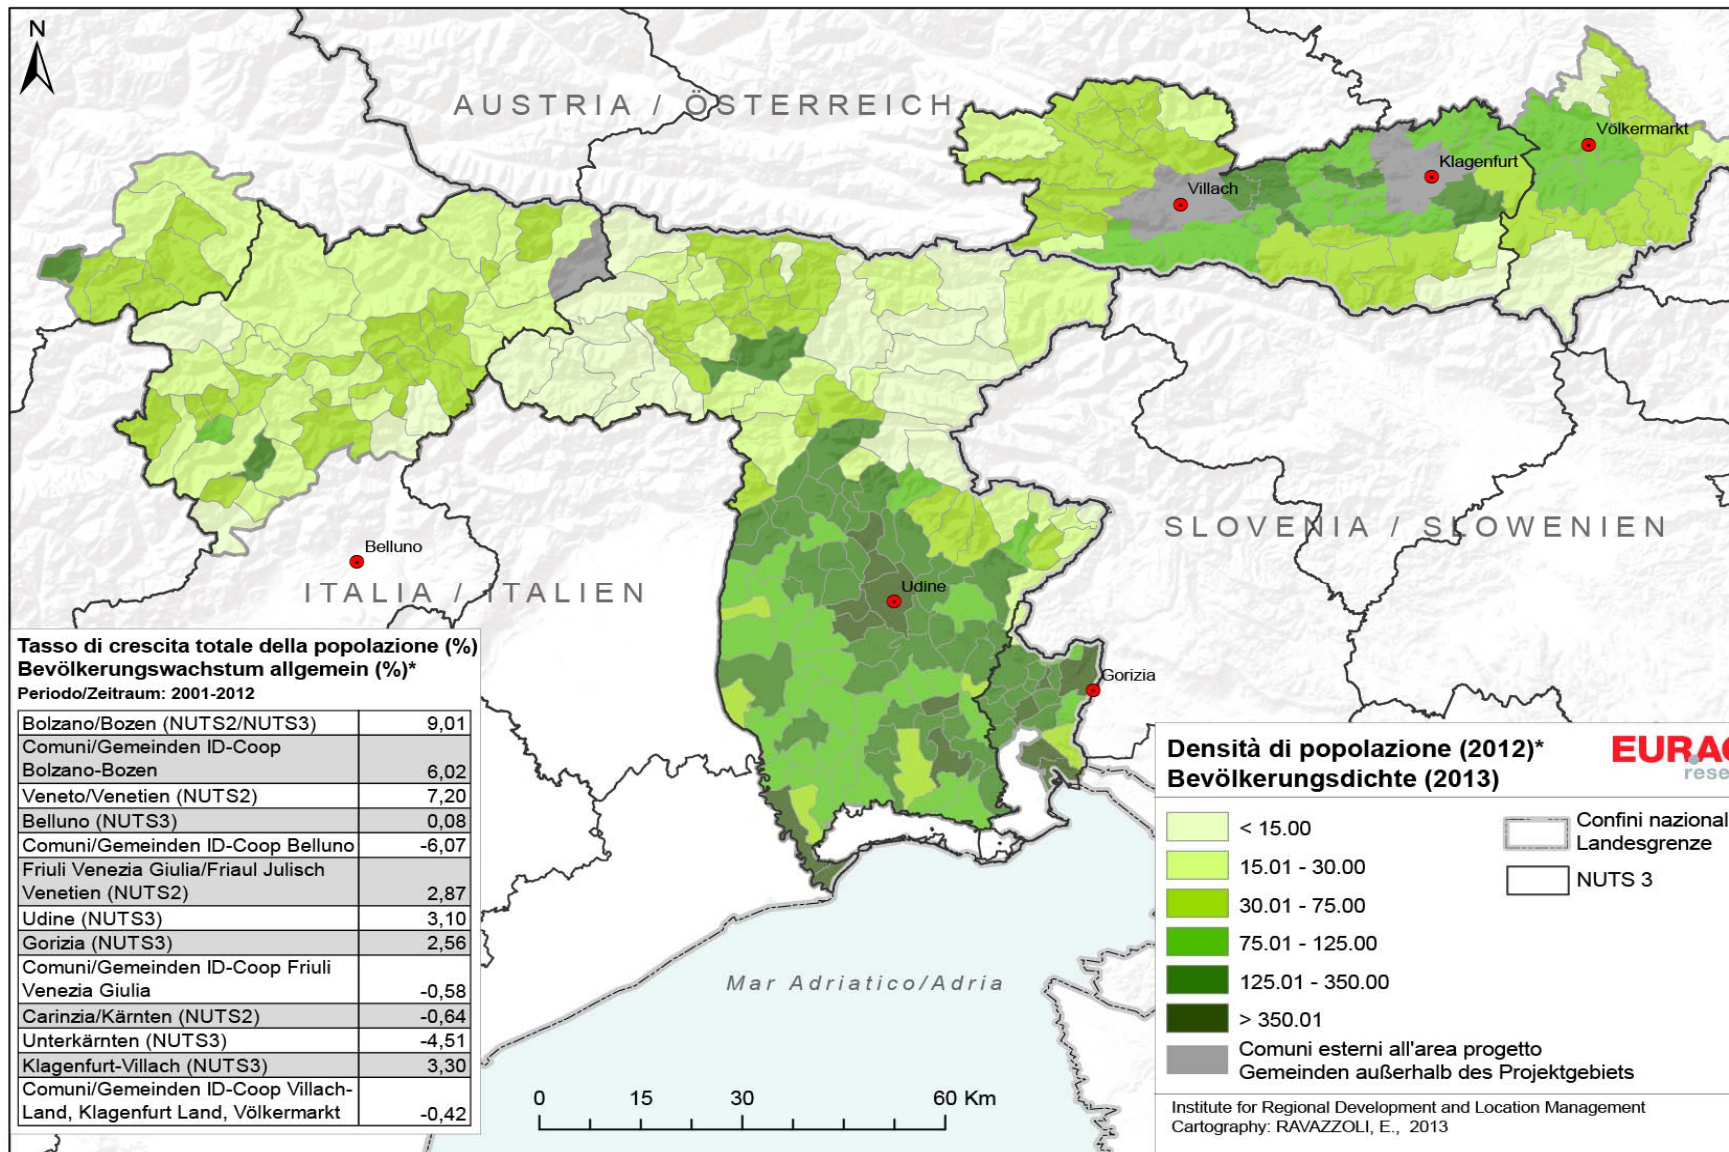 N
AUSTRIA / ÖSTERREICH
Völkermarkt
Klagenfurt
Villach
SLOVENIA / SLOWENIEN
Belluno
ITALIA / ITALIEN
Udine
Gorizia
Mar Adriatico/Adria
Tasso di crescita totale della popolazione (%)
Bevölkerungswachstum allgemein (%)*
Periodo/Zeitraum: 2001-2012
Bolzano/Bozen (NUTS2/NUTS3) 9,01
Comuni/Gemeinden ID-Coop
Bolzano-Bozen 6,02
Veneto/Venetien (NUTS2) 7,20
Belluno (NUTS3) 0,08
Comuni/Gemeinden ID-Coop Belluno -6,07
Friuli Venezia Giulia/Friaul Julisch
Venetien (NUTS2) 2,87
Udine (NUTS3) 3,10
Gorizia (NUTS3) 2,56
Comuni/Gemeinden ID-Coop Friuli
Venezia Giulia -0,58
Carinzia/Kärnten (NUTS2) -0,64
Unterkärnten (NUTS3) -4,51
Klagenfurt-Villach (NUTS3) 3,30
Comuni/Gemeinden ID-Coop Villach-
Land, Klagenfurt Land, Völkermarkt -0,42
0 15 30 60 Km
Densità di popolazione (2012)*
Bevölkerungsdichte (2013)
EURAC
rese
< 15.00
15.01 - 30.00
30.01 - 75.00
75.01 - 125.00
125.01 - 350.00
> 350.01
Comuni esterni all'area progetto
Gemeinden außerhalb des Projektgebiets
Confini nazional
Landesgrenze
NUTS 3
Institute for Regional Development and Location Management
Cartography: RAVAZZOLI, E., 2013